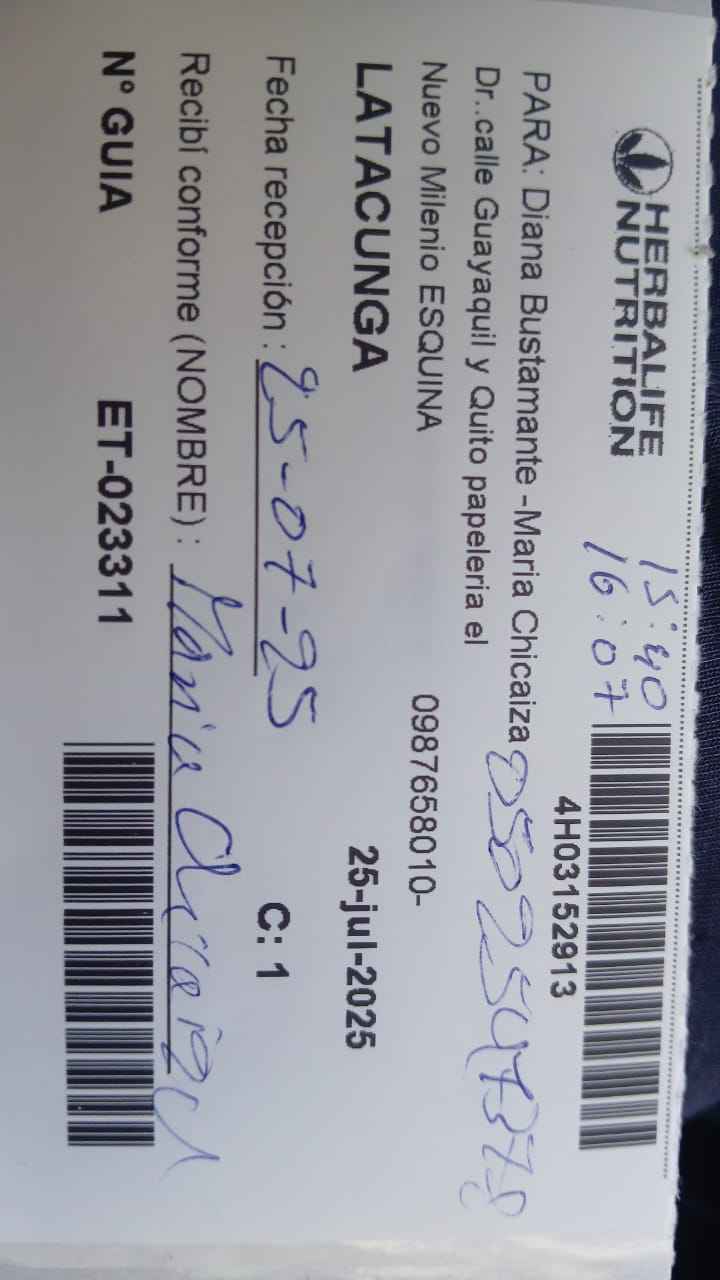 HERBALIFE
NUTRITION
15:40
16:07
4H03152913
PARA: Diana Bustamante -Maria Chicaiza
Dr..calle Guayaquil y Quito papeleria el
Nuevo Milenio ESQUINA
0987658010-
LATACUNGA
25-jul-2025
Fecha recepción : 25-07-25
C: 1
Recibí conforme (NOMBRE) : Maria Chicaiza
N° GUIA
ET-023311